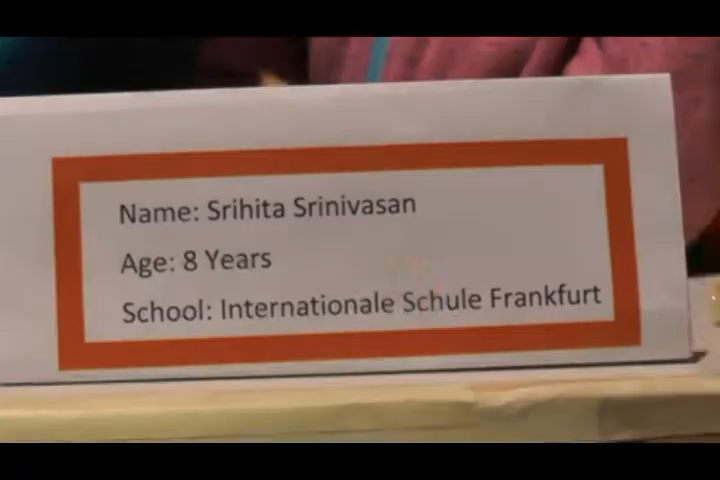 Name: Srihita Srinivasan
Age: 8 Years
School: Internationale Schule Frankfurt